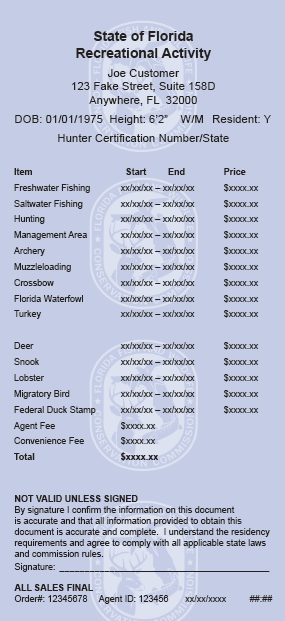 State of Florida
Recreational Activity
Joe Customer
123 Fake Street, Suite 158D
Anywhere, FL 32000
DOB: 01/01/1975 Height: 6'2" W/M Resident: Y
Hunter Certification Number/State
Item Start End Price
Freshwater Fishing xx/xx/xx – xx/xx/xx $xxxx.xx
Saltwater Fishing xx/xx/xx – xx/xx/xx $xxxx.xx
Hunting xx/xx/xx – xx/xx/xx $xxxx.xx
Management Area xx/xx/xx – xx/xx/xx $xxxx.xx
Archery xx/xx/xx – xx/xx/xx $xxxx.xx
Muzzleloading xx/xx/xx – xx/xx/xx $xxxx.xx
Crossbow xx/xx/xx – xx/xx/xx $xxxx.xx
Florida Waterfowl xx/xx/xx – xx/xx/xx $xxxx.xx
Turkey xx/xx/xx – xx/xx/xx $xxxx.xx
Deer xx/xx/xx – xx/xx/xx $xxxx.xx
Snook xx/xx/xx – xx/xx/xx $xxxx.xx
Lobster xx/xx/xx – xx/xx/xx $xxxx.xx
Migratory Bird xx/xx/xx – xx/xx/xx $xxxx.xx
Federal Duck Stamp xx/xx/xx – xx/xx/xx $xxxx.xx
Agent Fee $xxxx.xx
Convenience Fee $xxxx.xx
Total $xxxx.xx
NOT VALID UNLESS SIGNED
By signature I confirm the information on this document
is accurate and that all information provided to obtain this
document is accurate and complete. I understand the residency
requirements and agree to comply with all applicable state laws
and commission rules.
Signature:
ALL SALES FINAL
Order#: 12345678 Agent ID: 123456 xx/xx/xxxx ##.##